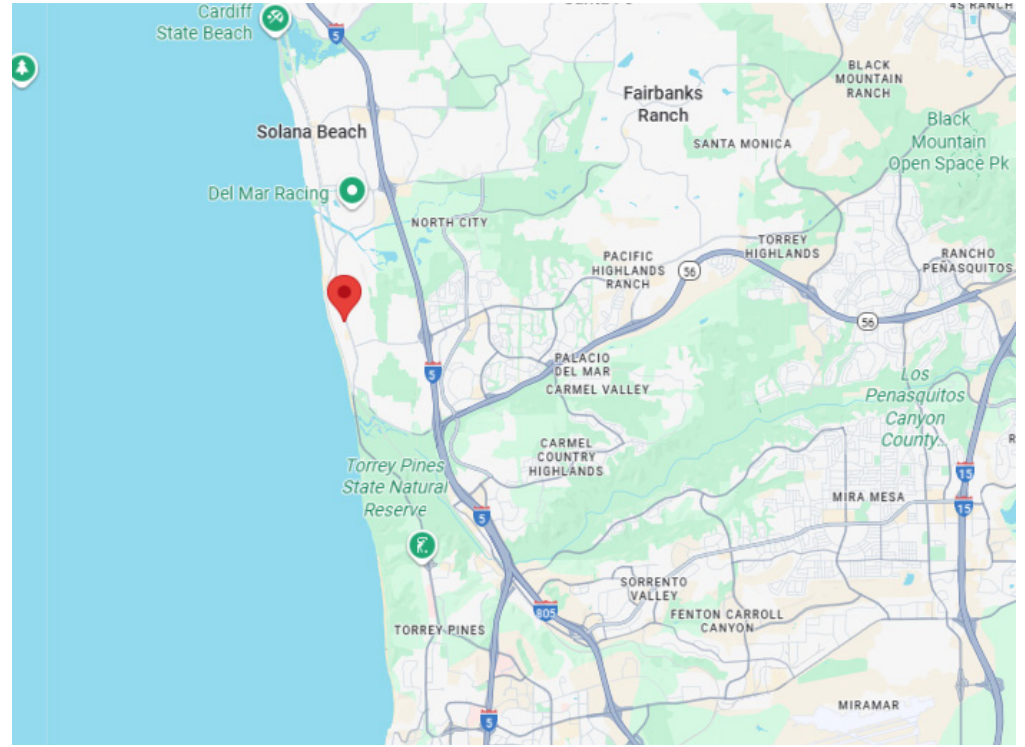 Cardiff
State Beach
5
4S RANCH
BLACK
MOUNTAIN
RANCH
Fairbanks
Ranch
Solana Beach
SANTA MONICA
Black
Mountain
Open Space Pk
Del Mar Racing
NORTH CITY
TORREY
HIGHLANDS
RANCHO
PEÑASQUITOS
PACIFIC
HIGHLANDS
RANCH
56
56
5
PALACIO
DEL MAR
CARMEL VALLEY
Los
Penasquitos
Canyon
County...
CARMEL
COUNTRY
HIGHLANDS
Torrey Pines
State Natural
Reserve
15
MIRA MESA
15
5
SORRENTO
VALLEY
805
FENTON CARROLL
CANYON
TORREY PINES
MIRAMAR
5